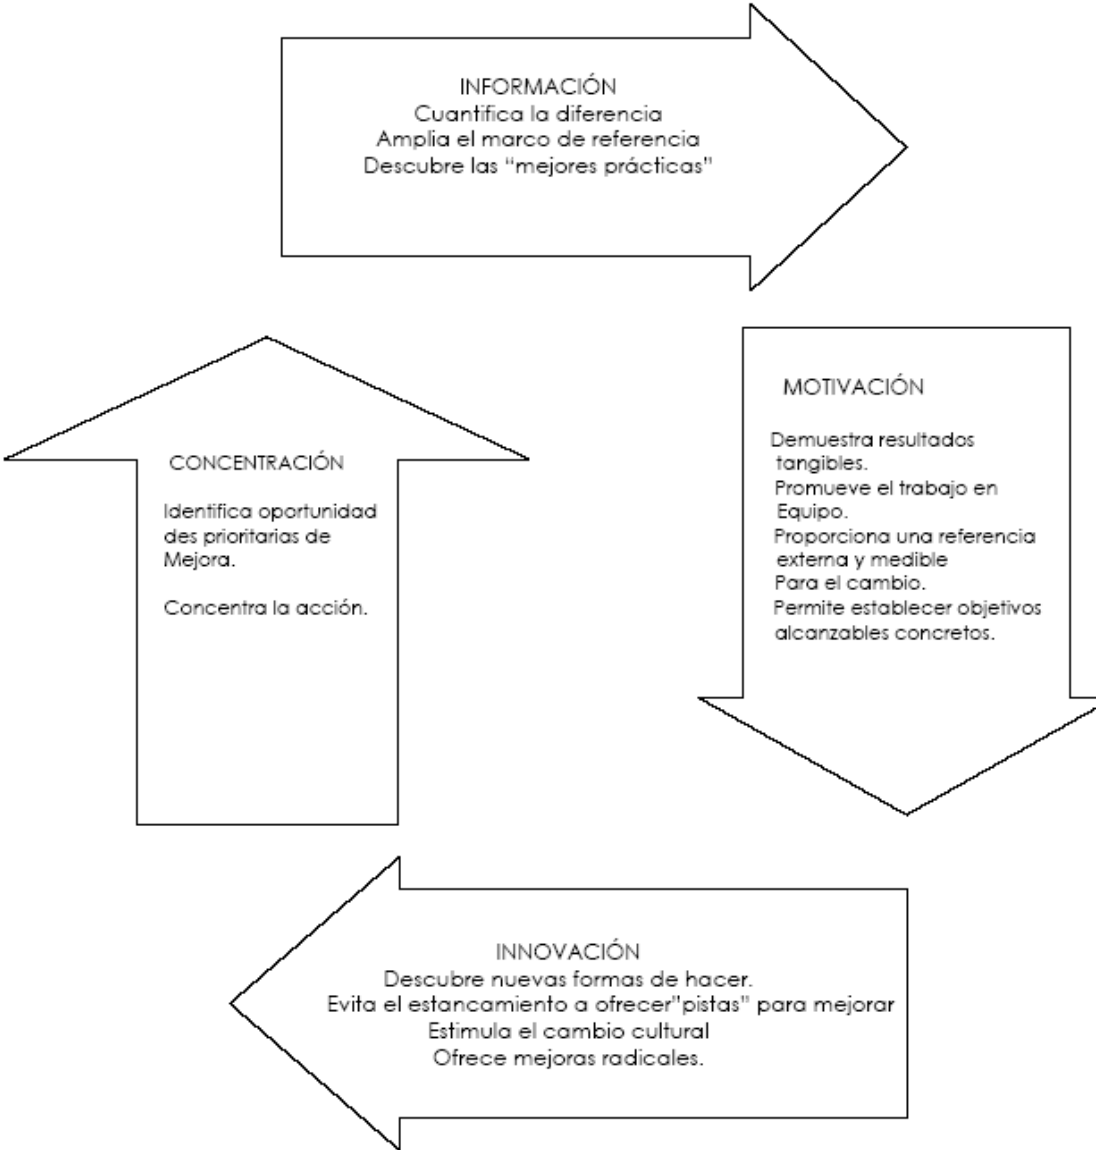 INFORMACIÓN
Cuantifica la diferencia
Amplia el marco de referencia
Descubre las “mejores prácticas”
MOTIVACIÓN
Demuestra resultados
tangibles.
Promueve el trabajo en
Equipo.
Proporciona una referencia
externa y medible
Para el cambio.
Permite establecer objetivos
alcanzables concretos.
CONCENTRACIÓN
Identifica oportunidad
des prioritarias de
Mejora.
Concentra la acción.
INNOVACIÓN
Descubre nuevas formas de hacer.
Evita el estancamiento a ofrecer"pistas" para mejorar
Estimula el cambio cultural
Ofrece mejoras radicales.